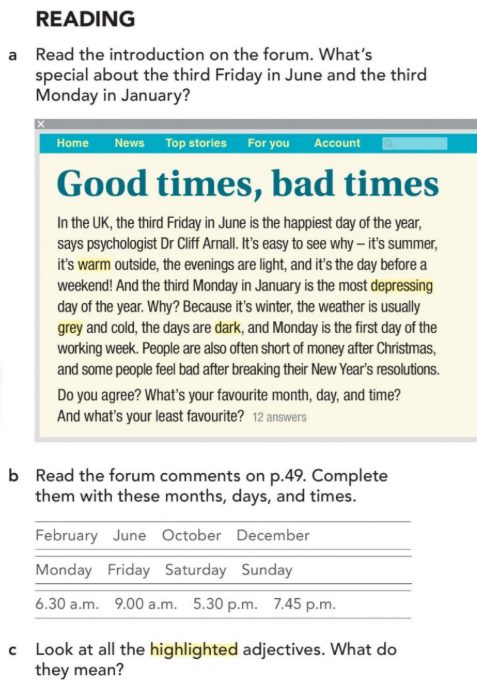 READING
a Read the introduction on the forum. What's
special about the third Friday in June and the third
Monday in January?
Home News Top stories For you Account
Good times, bad times
In the UK, the third Friday in June is the happiest day of the year,
says psychologist Dr Cliff Arnall. It's easy to see why – it's summer,
it's warm outside, the evenings are light, and it's the day before a
weekend! And the third Monday in January is the most depressing
day of the year. Why? Because it's winter, the weather is usually
grey and cold, the days are dark, and Monday is the first day of the
working week. People are also often short of money after Christmas,
and some people feel bad after breaking their New Year's resolutions.
Do you agree? What's your favourite month, day, and time?
And what's your least favourite? 12 answers
b Read the forum comments on p.49. Complete
them with these months, days, and times.
February June October December
Monday Friday Saturday Sunday
6.30 a.m. 9.00 a.m. 5.30 p.m. 7.45 p.m.
c Look at all the highlighted adjectives. What do
they mean?